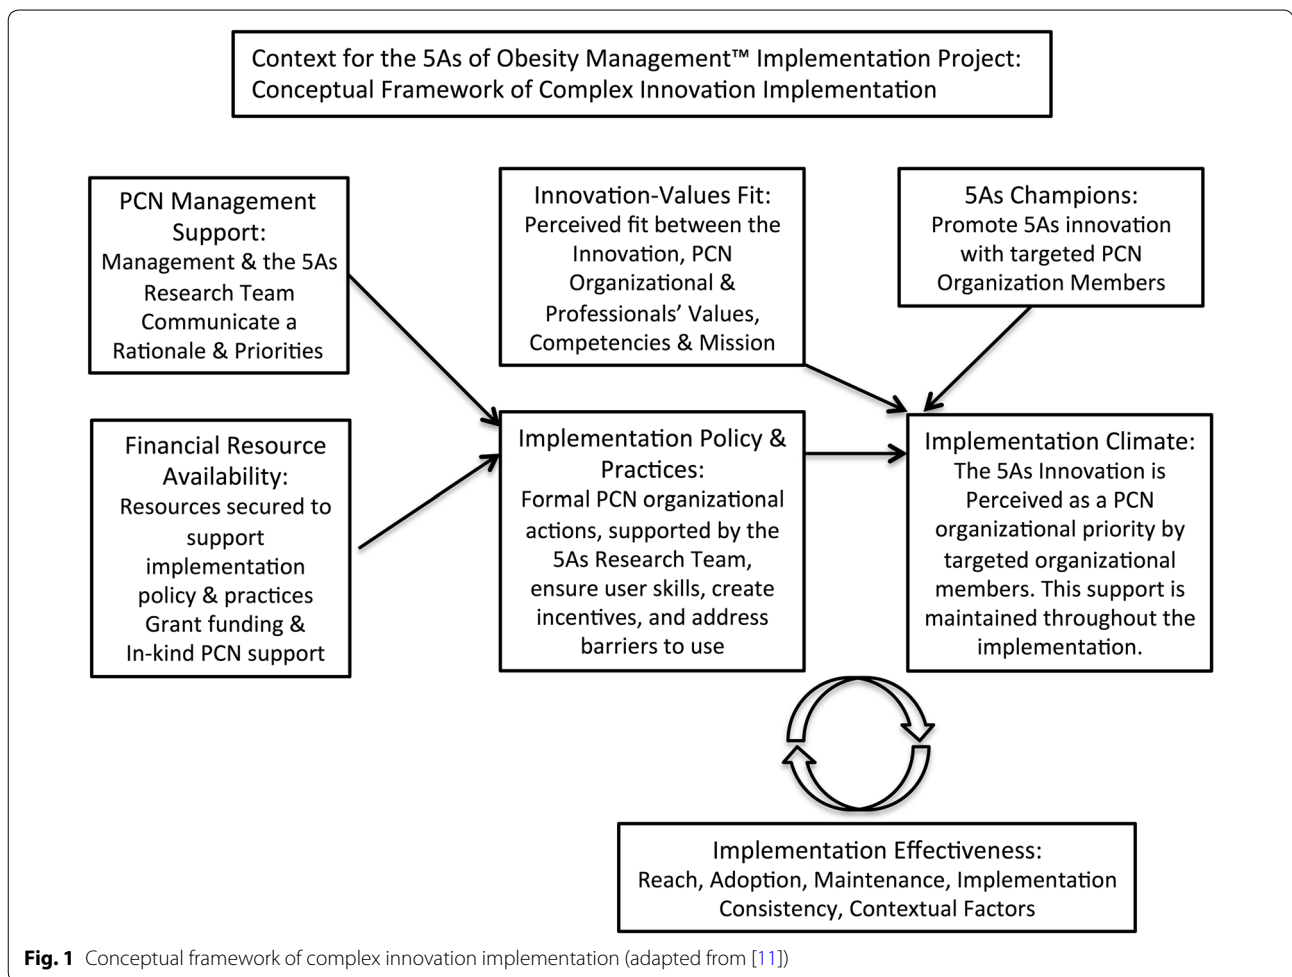 Context for the 5As of Obesity Management™ Implementation Project:
Conceptual Framework of Complex Innovation Implementation
PCN Management
Support:
Management & the 5As
Research Team
Communicate a
Rationale & Priorities
Innovation-Values Fit:
Perceived fit between the
Innovation, PCN
Organizational &
Professionals’ Values,
Competencies & Mission
5As Champions:
Promote 5As innovation
with targeted PCN
Organization Members
Financial Resource
Availability:
Resources secured to
support
implementation
policy & practices
Grant funding &
In-kind PCN support
Implementation Policy &
Practices:
Formal PCN organizational
actions, supported by the
5As Research Team,
ensure user skills, create
incentives, and address
barriers to use
Implementation Climate:
The 5As Innovation is
Perceived as a PCN
organizational priority by
targeted organizational
members. This support is
maintained throughout the
implementation.
Implementation Effectiveness:
Reach, Adoption, Maintenance, Implementation
Consistency, Contextual Factors
Fig. 1 Conceptual framework of complex innovation implementation (adapted from [11])